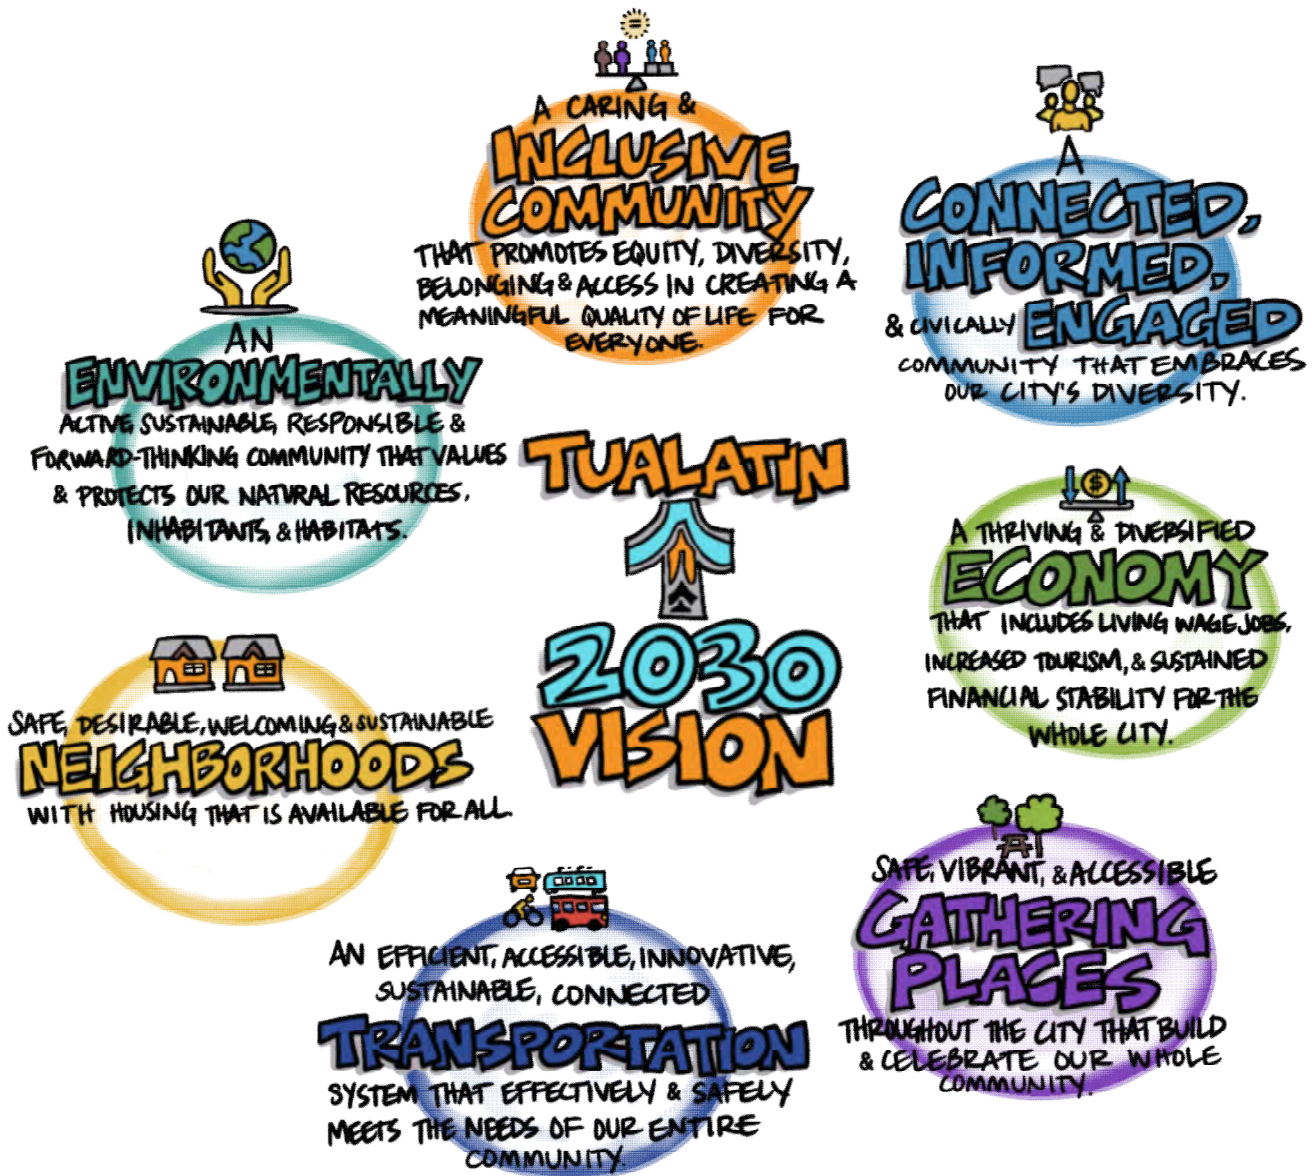 A CARING &
INCLUSIVE
COMMUNITY
THAT PROMOTES EQUITY, DIVERSITY,
BELONGING & ACCESS IN CREATING A
MEANINGFUL QUALITY OF LIFE FOR
EVERYONE.
A
CONNECTED,
INFORMED,
& CIVICALLY ENGAGED
COMMUNITY THAT EMBRACES
OUR CITY'S DIVERSITY.
AN
ENVIRONMENTALLY
ACTIVE, SUSTAINABLE, RESPONSIBLE &
FORWARD-THINKING COMMUNITY THAT VALUES
& PROTECTS OUR NATURAL RESOURCES,
INHABITANTS, & HABITATS.
TUALATIN
2030
VISION
$
A THRIVING & DIVERSIFIED
ECONOMY
THAT INCLUDES LIVING WAGE JOBS,
INCREASED TOURISM, & SUSTAINED
FINANCIAL STABILITY FOR THE
WHOLE CITY.
SAFE, DESIRABLE, WELCOMING & SUSTAINABLE
NEIGHBORHOODS
WITH HOUSING THAT IS AVAILABLE FOR ALL.
SAFE, VIBRANT, & ACCESSIBLE
GATHERING
PLACES
THROUGHOUT THE CITY THAT BUILD
& CELEBRATE OUR WHOLE
COMMUNITY.
AN EFFICIENT, ACCESSIBLE, INNOVATIVE,
SUSTAINABLE, CONNECTED
TRANSPORTATION
SYSTEM THAT EFFECTIVELY & SAFELY
MEETS THE NEEDS OF OUR ENTIRE
COMMUNITY.